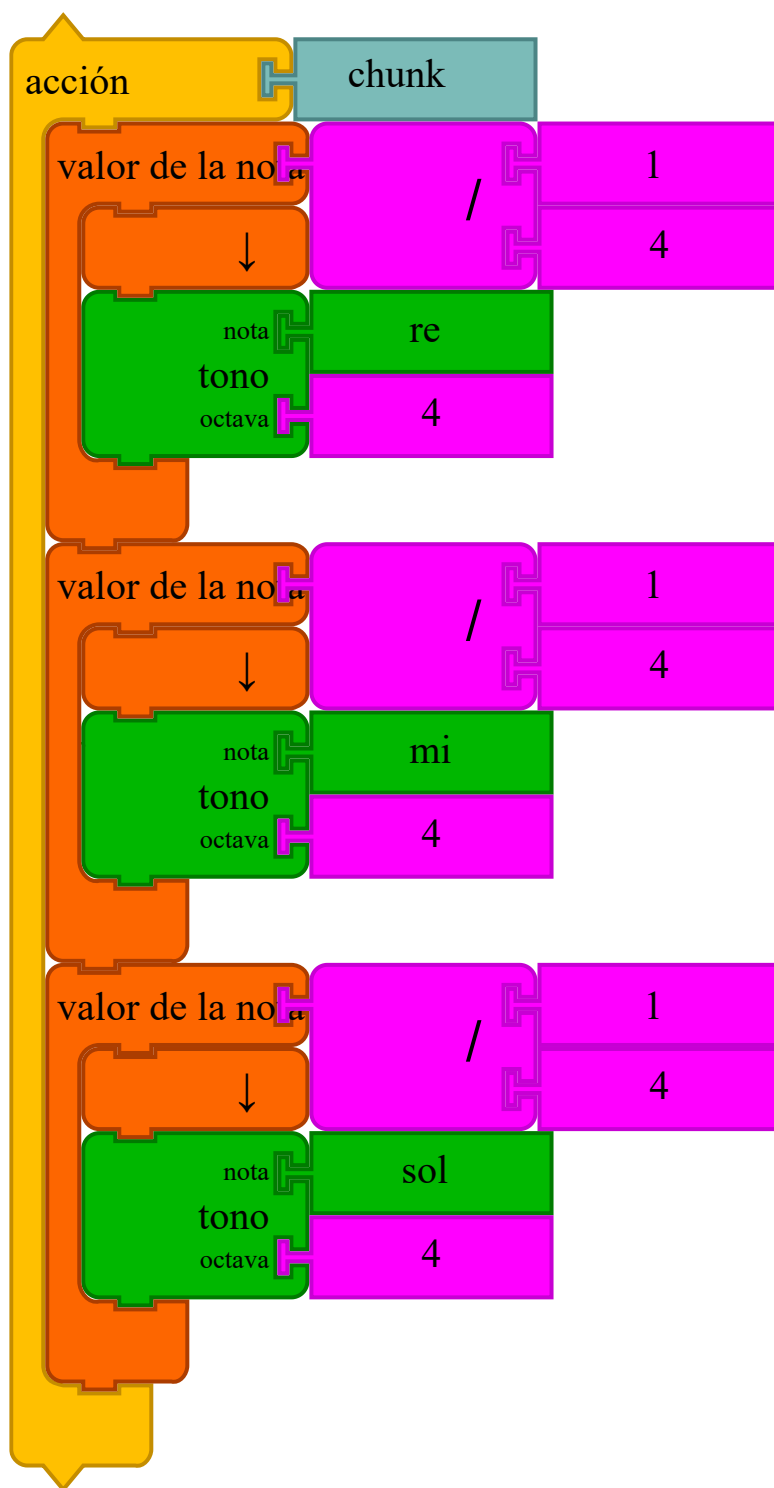 acción chunk
valor de la nota / 1
4
↓
nota re
tono
octava 4
valor de la nota / 1
4
↓
nota mi
tono
octava 4
valor de la nota / 1
4
↓
nota sol
tono
octava 4